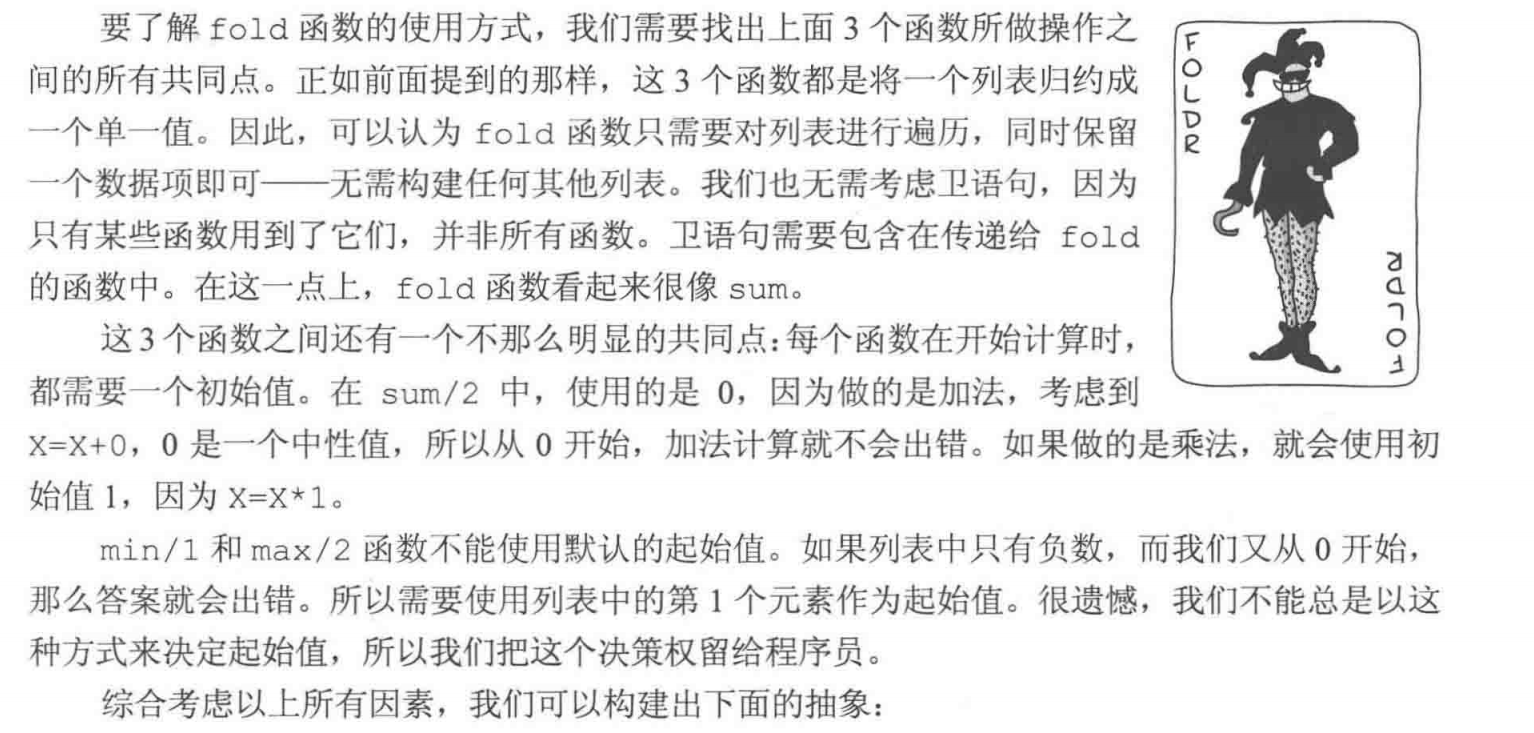 要了解 fold 函数的使用方式，我们需要找出上面 3 个函数所做操作之
间的所有共同点。正如前面提到的那样，这 3 个函数都是将一个列表归约成
一个单一值。因此，可以认为 fold 函数只需要对列表进行遍历，同时保留
一个数据项即可——无需构建任何其他列表。我们也无需考虑卫语句，因为
只有某些函数用到了它们，并非所有函数。卫语句需要包含在传递给 fold
的函数中。在这一点上，fold 函数看起来很像 sum。
这 3 个函数之间还有一个不那么明显的共同点：每个函数在开始计算时，
都需要一个初始值。在 sum/2 中，使用的是 0，因为做的是加法，考虑到
X=X+0，0 是一个中性值，所以从 0 开始，加法计算就不会出错。如果做的是乘法，就会使用初
始值 1，因为 X=X*1。
min/1 和 max/2 函数不能使用默认的起始值。如果列表中只有负数，而我们又从 0 开始，
那么答案就会出错。所以需要使用列表中的第 1 个元素作为起始值。很遗憾，我们不能总是以这
种方式来决定起始值，所以我们把这个决策权留给程序员。
综合考虑以上所有因素，我们可以构建出下面的抽象：
FOLDR
FOLDR